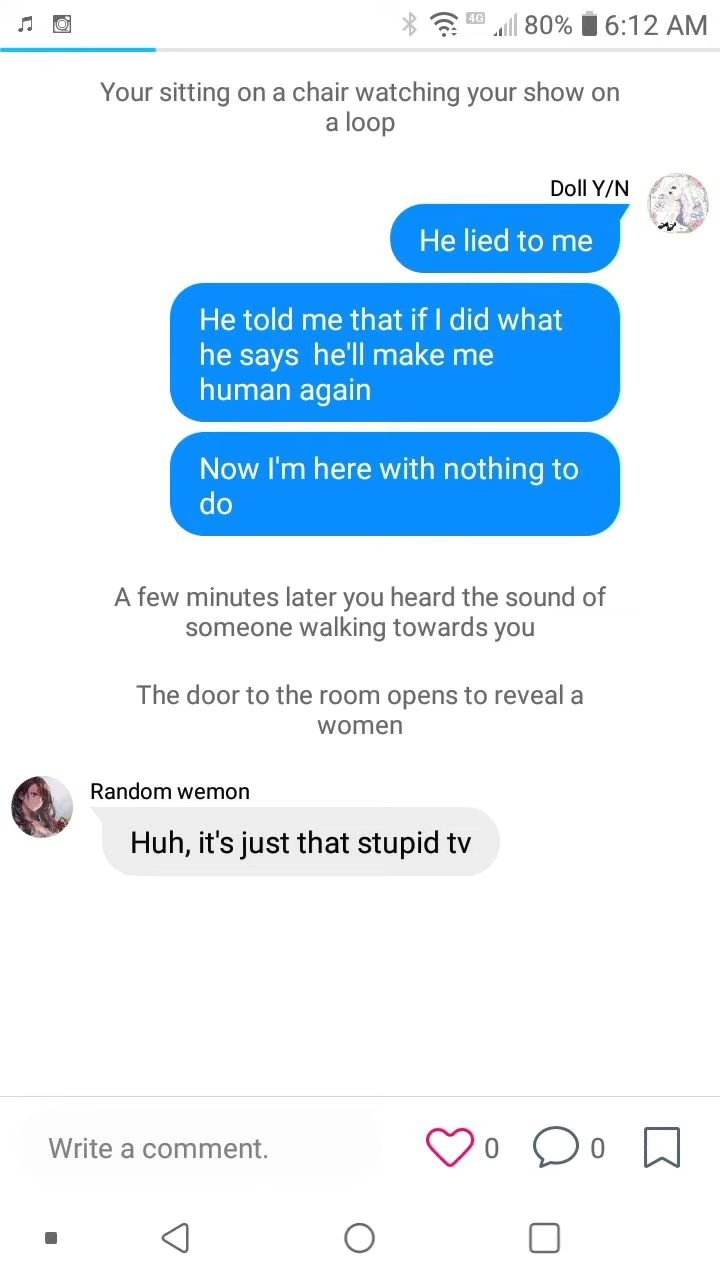 4G 80% 6:12 AM
Your sitting on a chair watching your show on
a loop
Doll Y/N
He lied to me
He told me that if I did what
he says he'll make me
human again
Now I'm here with nothing to
do
A few minutes later you heard the sound of
someone walking towards you
The door to the room opens to reveal a
women
Random wemon
Huh, it's just that stupid tv
Write a comment. 0 0